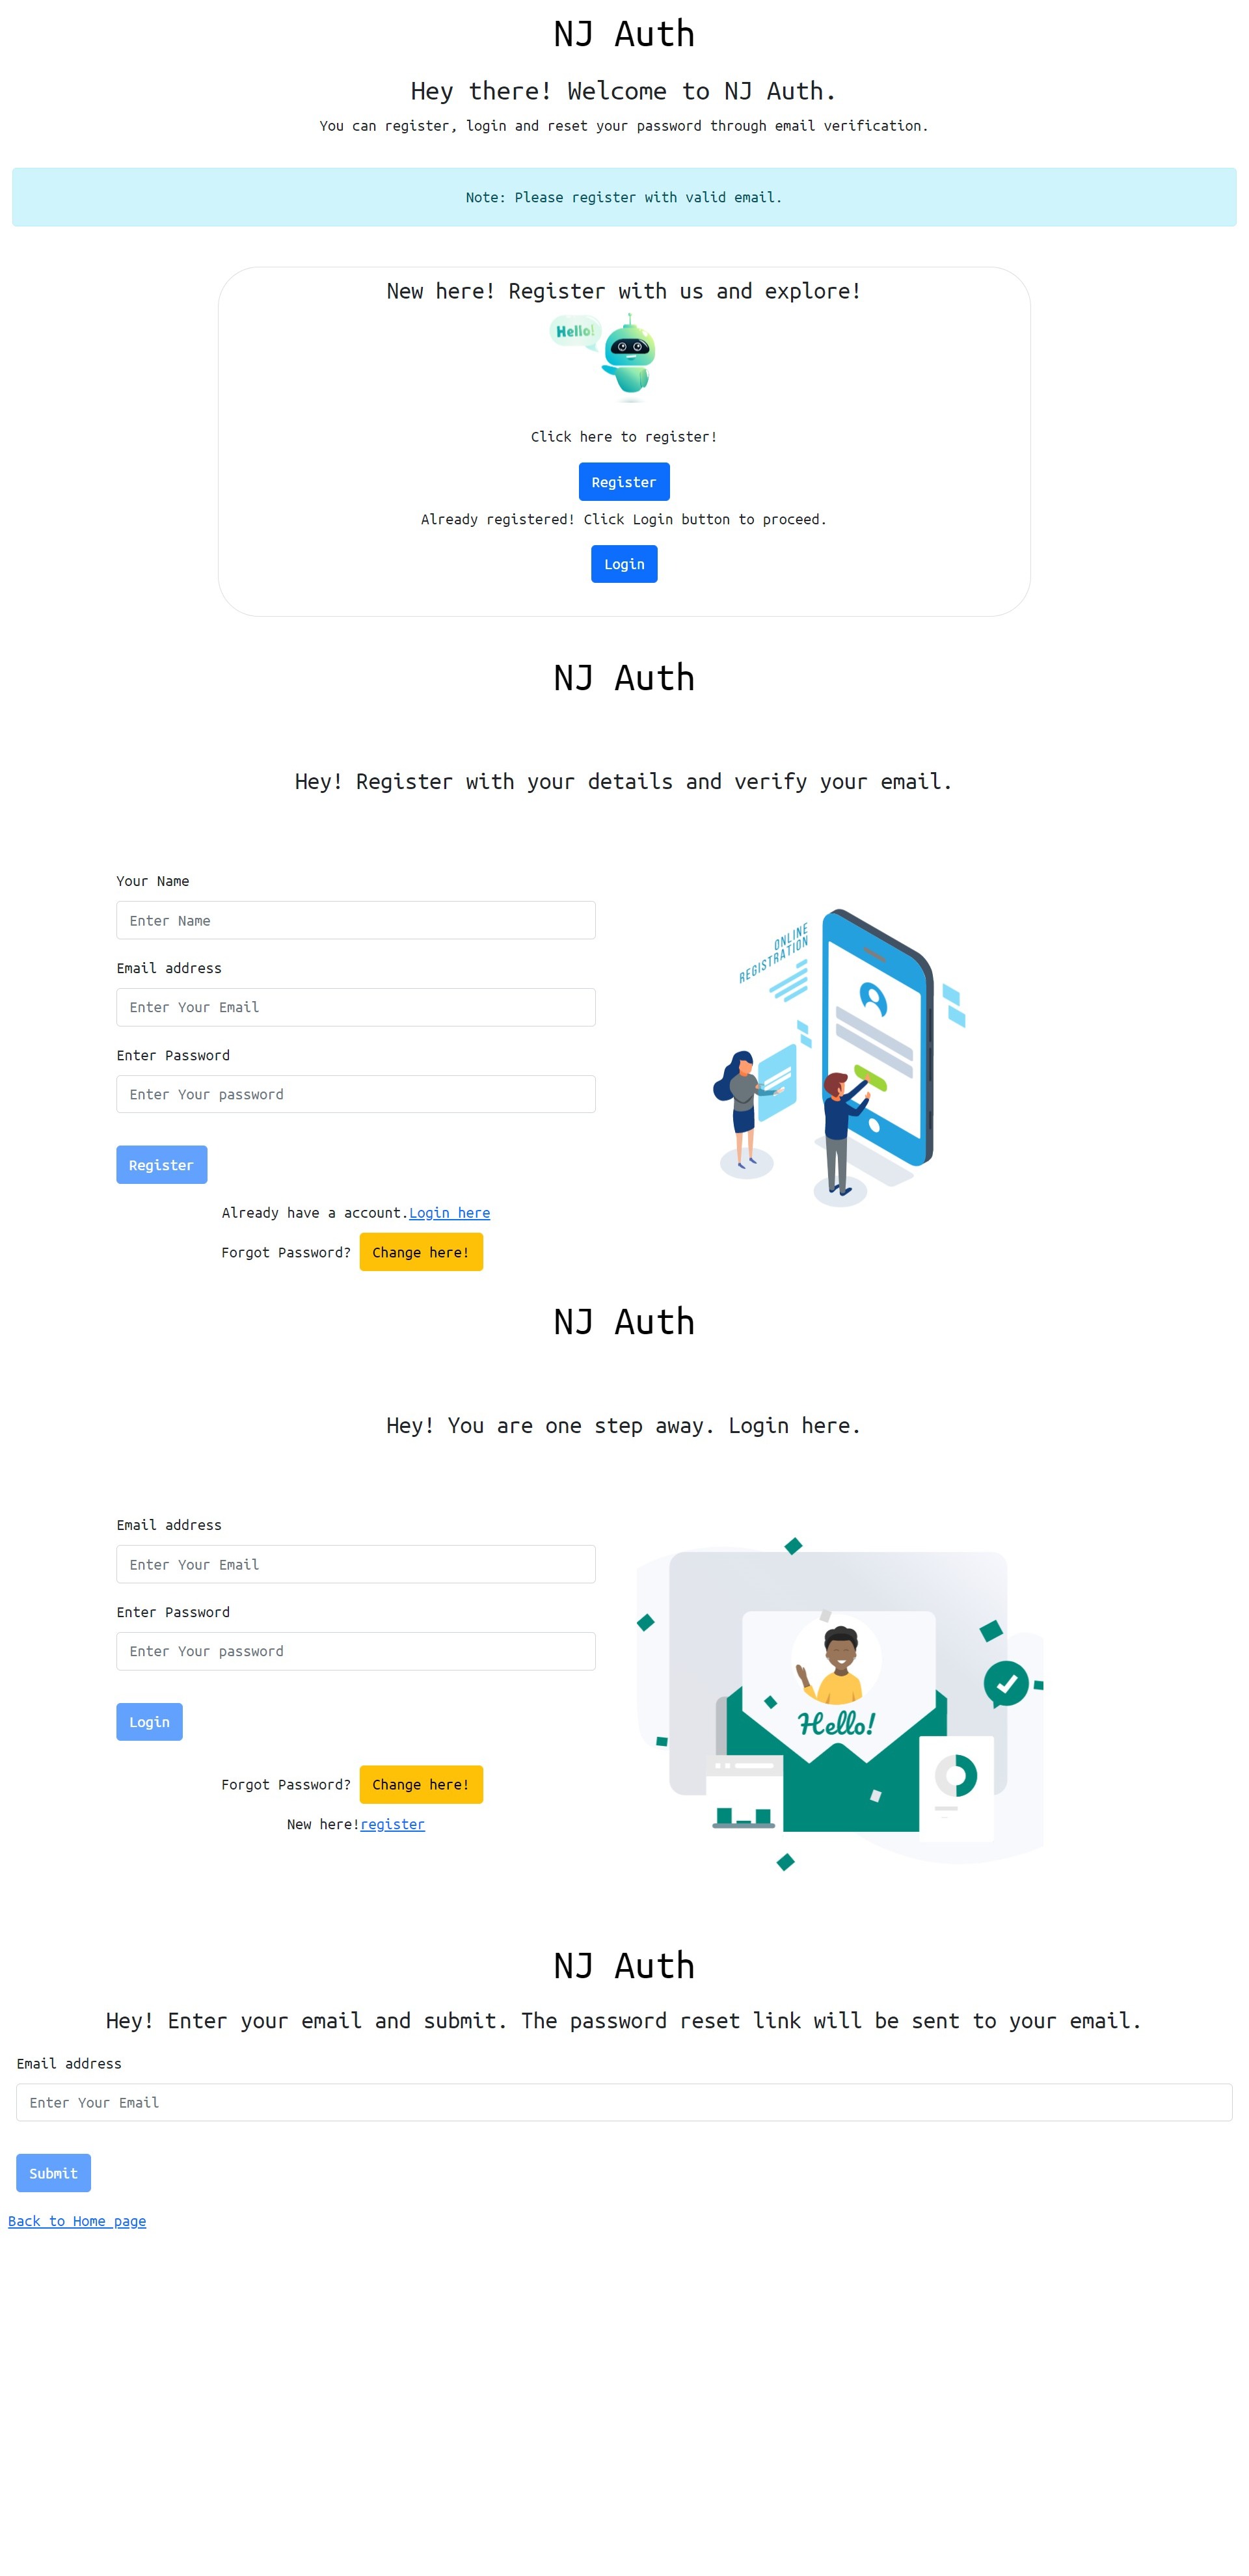 NJ Auth
Hey there! Welcome to NJ Auth.
You can register, login and reset your password through email verification.
Note: Please register with valid email.
New here! Register with us and explore!
Hello!
Click here to register!
Register
Already registered! Click Login button to proceed.
Login
NJ Auth
Hey! Register with your details and verify your email.
Your Name
Enter Name
Email address
Enter Your Email
Enter Password
Enter Your password
Register
Already have a account.Login here
Forgot Password? Change here!
ONLINE
REGISTRATION
NJ Auth
Hey! You are one step away. Login here.
Email address
Enter Your Email
Enter Password
Enter Your password
Login
Forgot Password? Change here!
New here!register
Hello!
NJ Auth
Hey! Enter your email and submit. The password reset link will be sent to your email.
Email address
Enter Your Email
Submit
Back to Home page